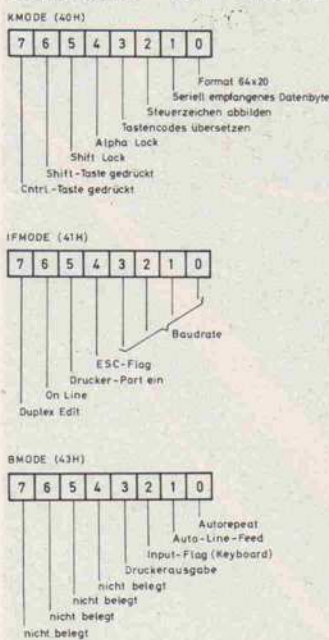 KMODE (40H)
7 6 5 4 3 2 1 0
Format 64x20
Seriell empfangenes Datenbyte
Steuerzeichen abbilden
Tastencodes übersetzen
Alpha Lock
Shift Lock
Shift-Taste gedrückt
Cntrl.-Taste gedrückt
IFMODE (41H)
7 6 5 4 3 2 1 0
Baudrate
ESC-Flag
Drucker-Port ein
On Line
Duplex Edit
BMODE (43H)
7 6 5 4 3 2 1 0
Autorepeat
Auto-Line-Feed
Input-Flag (Keyboard)
Druckerausgabe
nicht belegt
nicht belegt
nicht belegt
nicht belegt